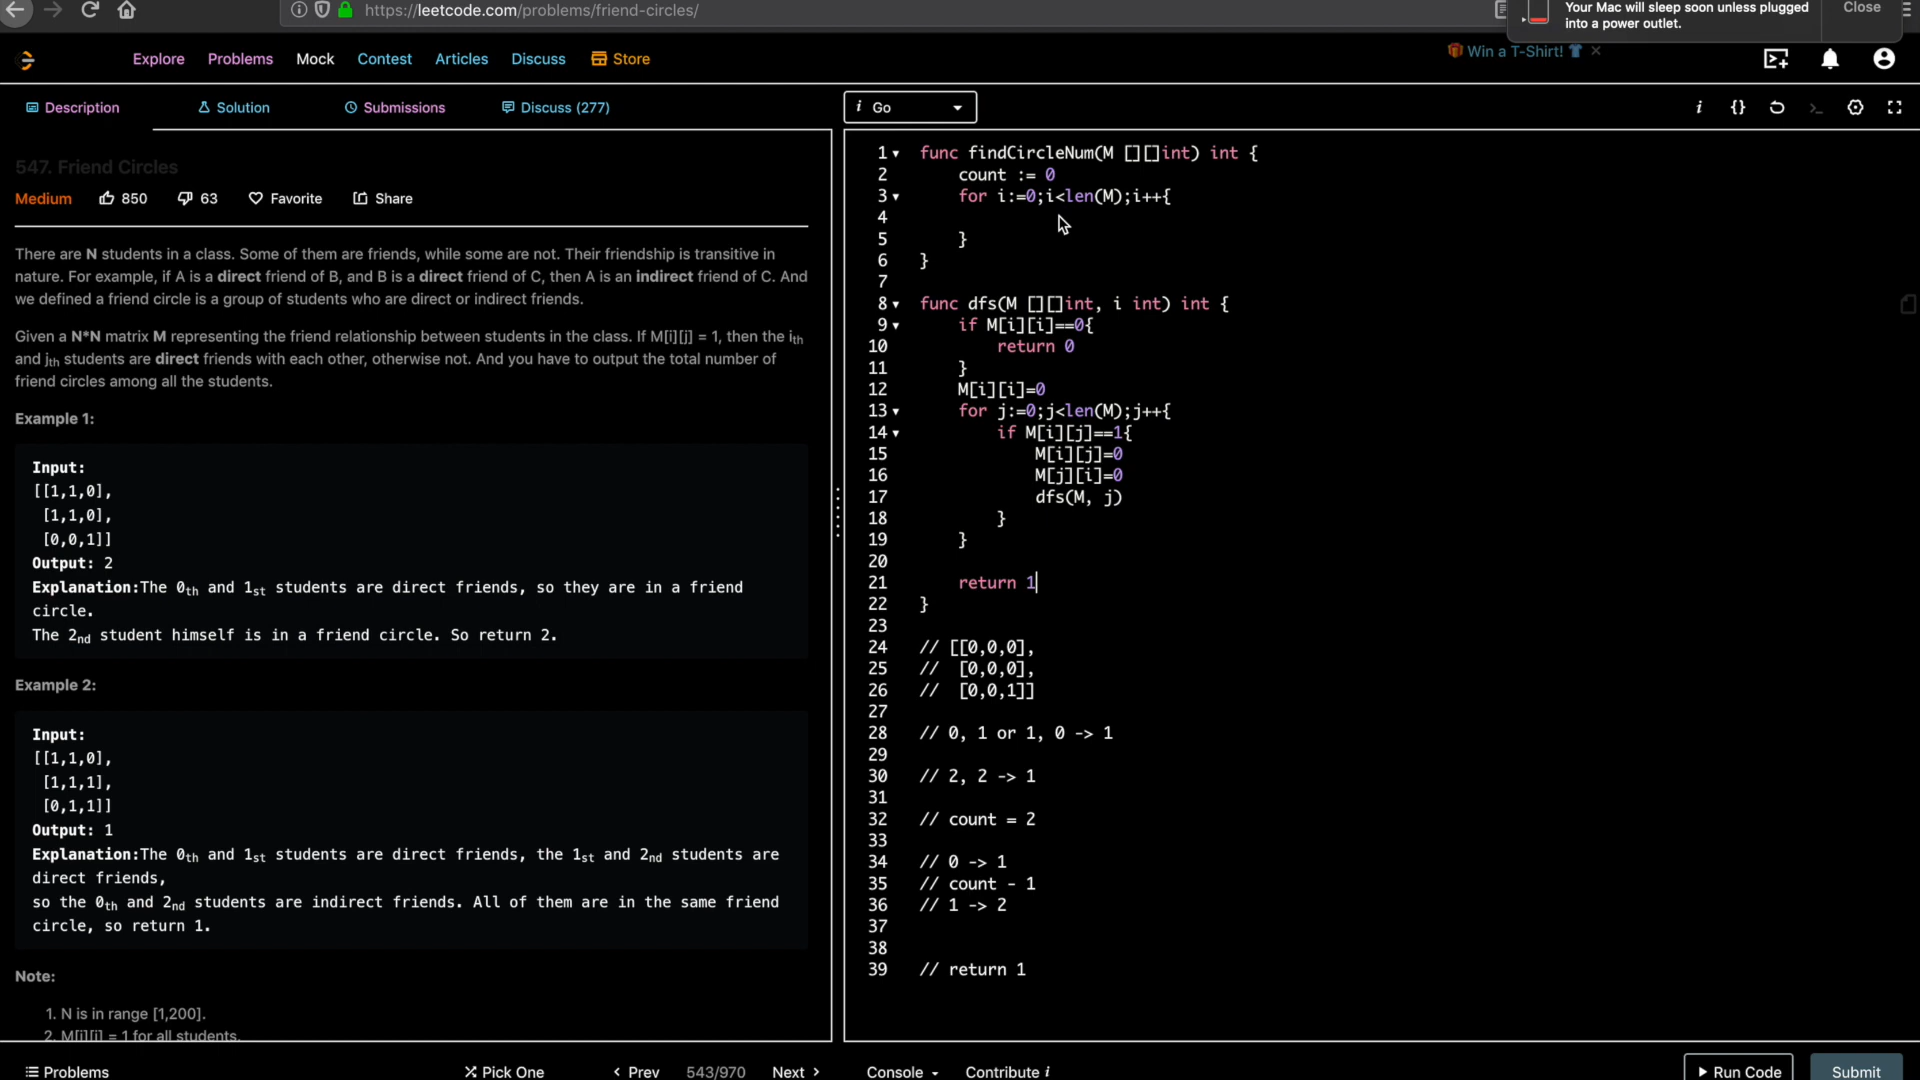 https://leetcode.com/problems/friend-circles/
Your Mac will sleep soon unless plugged
into a power outlet.
Close
Explore Problems Mock Contest Articles Discuss Store
Win a T-Shirt!
Description Solution Submissions Discuss (277)
i Go
547. Friend Circles
Medium 850 63 Favorite Share
There are N students in a class. Some of them are friends, while some are not. Their friendship is transitive in
nature. For example, if A is a direct friend of B, and B is a direct friend of C, then A is an indirect friend of C. And
we defined a friend circle is a group of students who are direct or indirect friends.
Given a N*N matrix M representing the friend relationship between students in the class. If M[i][j] = 1, then the ith
and jth students are direct friends with each other, otherwise not. And you have to output the total number of
friend circles among all the students.
Example 1:
Input:
[[1,1,0],
[1,1,0],
[0,0,1]]
Output: 2
Explanation:The 0th and 1st students are direct friends, so they are in a friend
circle.
The 2nd student himself is in a friend circle. So return 2.
Example 2:
Input:
[[1,1,0],
[1,1,1],
[0,1,1]]
Output: 1
Explanation:The 0th and 1st students are direct friends, the 1st and 2nd students are
direct friends,
so the 0th and 2nd students are indirect friends. All of them are in the same friend
circle, so return 1.
Note:
1. N is in range [1,200].
2. M[i][i] = 1 for all students.
1 func findCircleNum(M [][]int) int {
2 count := 0
3 for i:=0;i<len(M);i++{
4
5 }
6 }
7
8 func dfs(M [][]int, i int) int {
9 if M[i][i]==0{
10 return 0
11 }
12 M[i][i]=0
13 for j:=0;j<len(M);j++{
14 if M[i][j]==1{
15 M[i][j]=0
16 M[j][i]=0
17 dfs(M, j)
18 }
19 }
20
21 return 1
22 }
23
24 // [[0,0,0],
25 // [0,0,0],
26 // [0,0,1]]
27
28 // 0, 1 or 1, 0 -> 1
29
30 // 2, 2 -> 1
31
32 // count = 2
33
34 // 0 -> 1
35 // count - 1
36 // 1 -> 2
37
38
39 // return 1
Problems Pick One < Prev 543/970 Next >
Console Contribute i
Run Code Submit